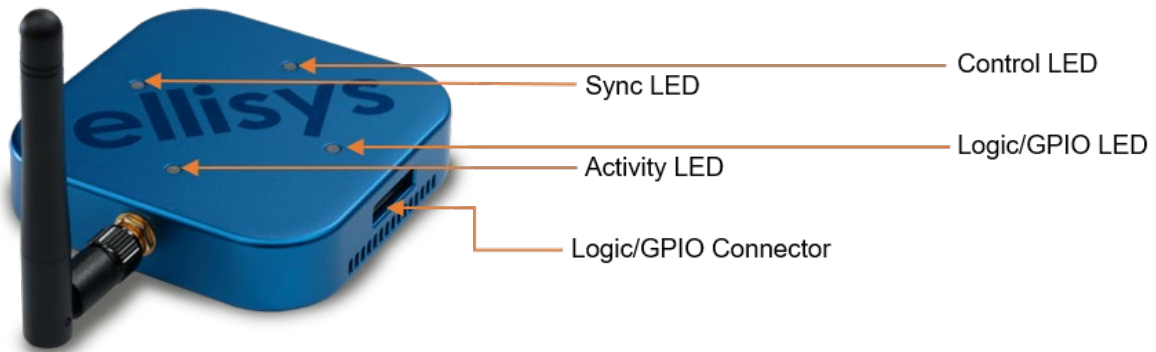 ellisys
Sync LED
Control LED
Activity LED
Logic/GPIO LED
Logic/GPIO Connector